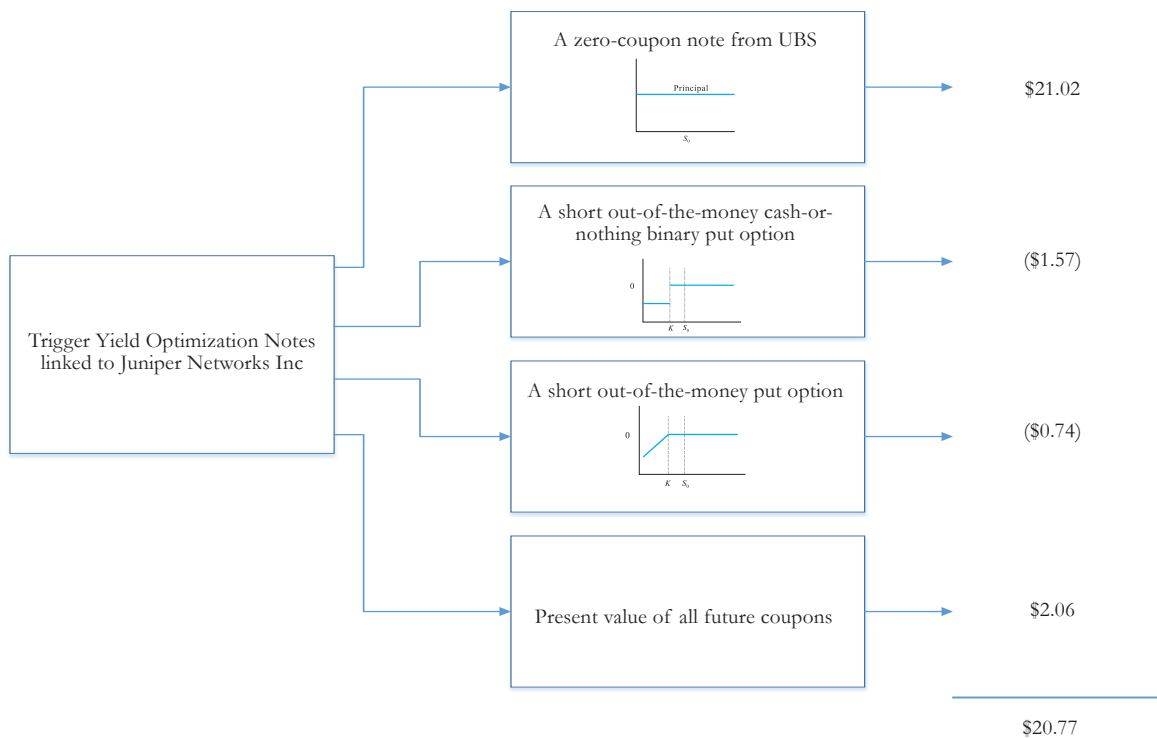 A zero-coupon note from UBS
Principal
S₀
$21.02
A short out-of-the-money cash-or-
nothing binary put option
0
K
S₀
($1.57)
Trigger Yield Optimization Notes
linked to Juniper Networks Inc
A short out-of-the-money put option
0
K
S₀
($0.74)
Present value of all future coupons
$2.06
$20.77